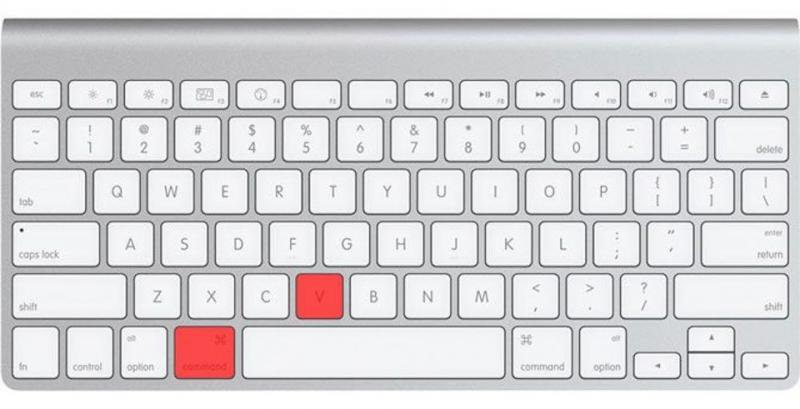 esc F1 F2 F3 F4 F5 F6 F7 F8 F9 F10 F11 F12
~ ` ! 1 @ 2 # 3 $ 4 % 5 ^ 6 & 7 * 8 ( 9 ) 0 _ - + = delete
tab Q W E R T Y U I O P { [ } ] | \
caps lock A S D F G H J K L : ; " ' enter return
shift Z X C V B N M < , > . ? / shift
fn control alt option ⌘ command ⌘ command alt option